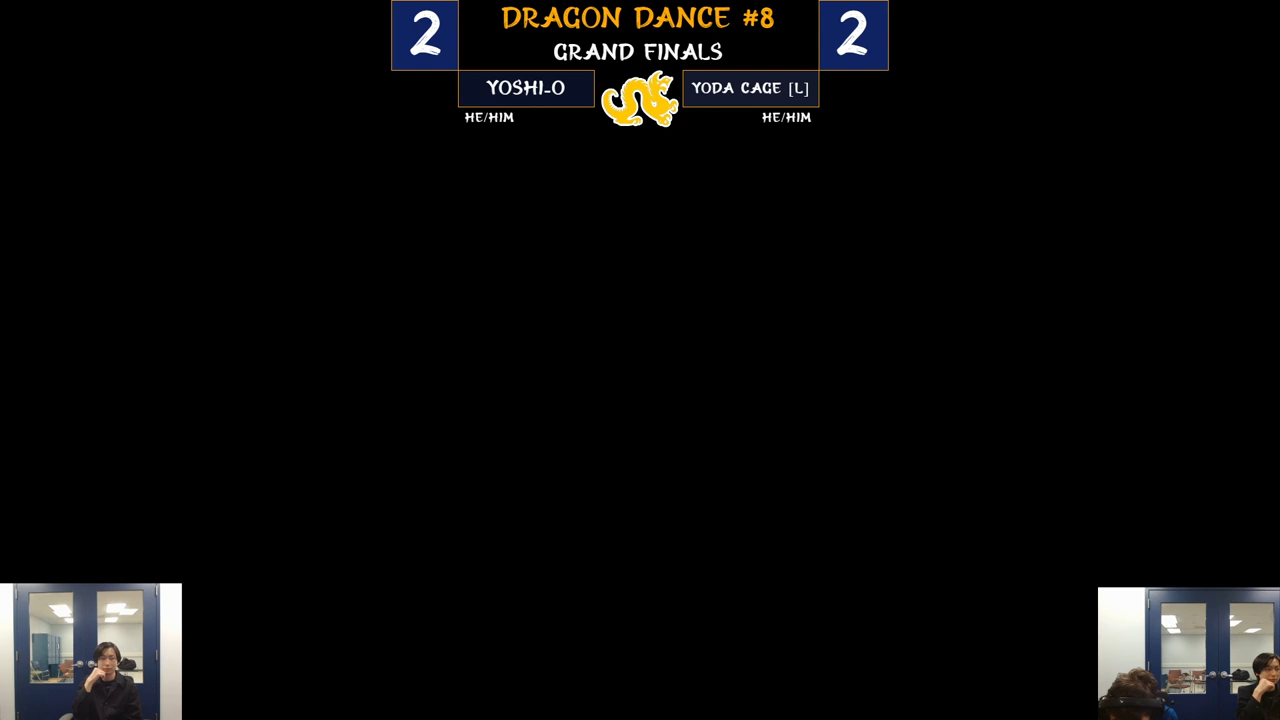 2
DRAGON DANCE #8
2
GRAND FINALS
YOSHI-O
YODA CAGE [L]
HE/HIM
HE/HIM